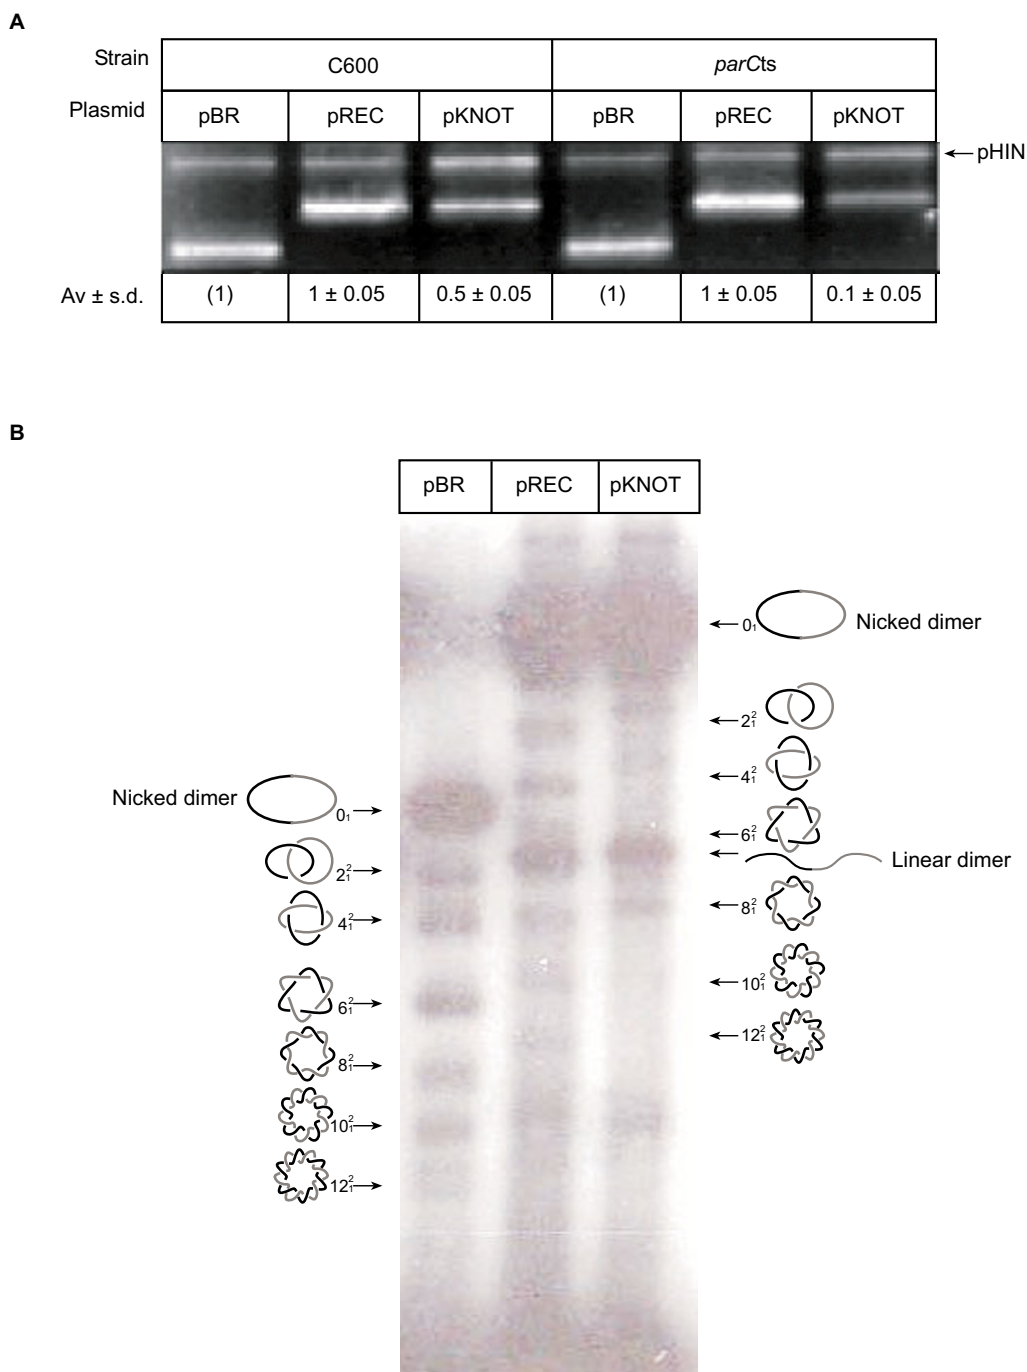 A
Strain C600 parCts
Plasmid pBR pREC pKNOT pBR pREC pKNOT
←pHIN
Av ± s.d. (1) 1 ± 0.05 0.5 ± 0.05 (1) 1 ± 0.05 0.1 ± 0.05
B
pBR pREC pKNOT
0₁ Nicked dimer
2²₁
4²₁
6²₁
Linear dimer
8²₁
10²₁
12²₁
Nicked dimer 0₁
2²₁
4²₁
6²₁
8²₁
10²₁
12²₁